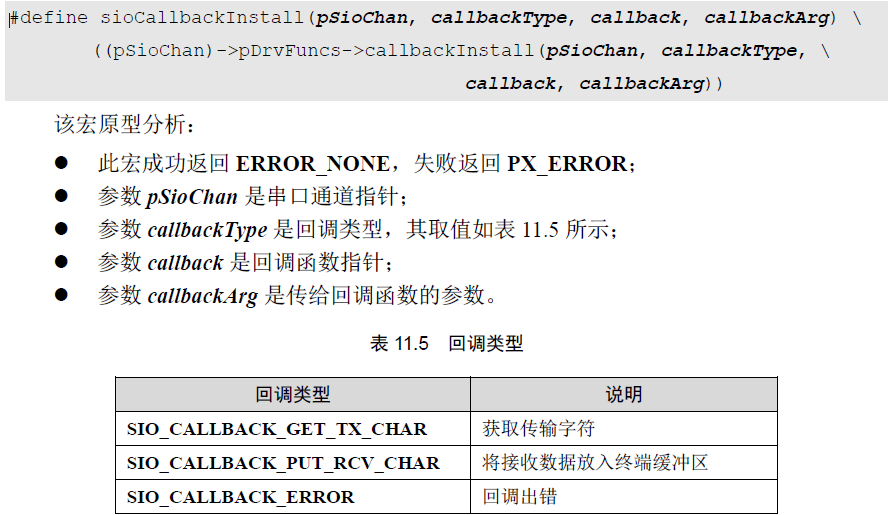 #define sioCallbackInstall(pSioChan, callbackType, callback, callbackArg) \
((pSioChan)->pDrvFuncs->callbackInstall(pSioChan, callbackType, \
callback, callbackArg))
该宏原型分析：
● 此宏成功返回 ERROR_NONE，失败返回 PX_ERROR；
● 参数 pSioChan 是串口通道指针；
● 参数 callbackType 是回调类型，其取值如表 11.5 所示；
● 参数 callback 是回调函数指针；
● 参数 callbackArg 是传给回调函数的参数。
表 11.5 回调类型
回调类型 说明
SIO_CALLBACK_GET_TX_CHAR 获取传输字符
SIO_CALLBACK_PUT_RCV_CHAR 将接收数据放入终端缓冲区
SIO_CALLBACK_ERROR 回调出错